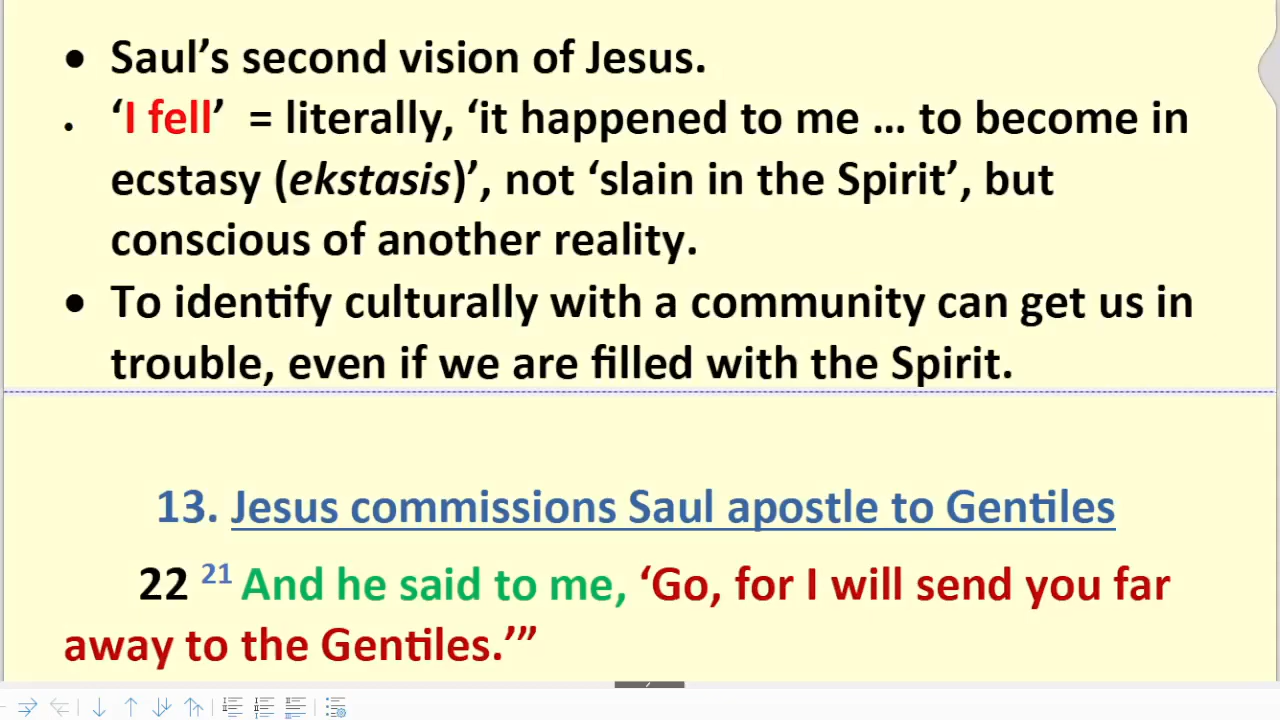 • Saul’s second vision of Jesus.
• ‘I fell’ = literally, ‘it happened to me … to become in
ecstasy (ekstasis)’, not ‘slain in the Spirit’, but
conscious of another reality.
• To identify culturally with a community can get us in
trouble, even if we are filled with the Spirit.
13. Jesus commissions Saul apostle to Gentiles
22 21 And he said to me, ‘Go, for I will send you far
away to the Gentiles.’”